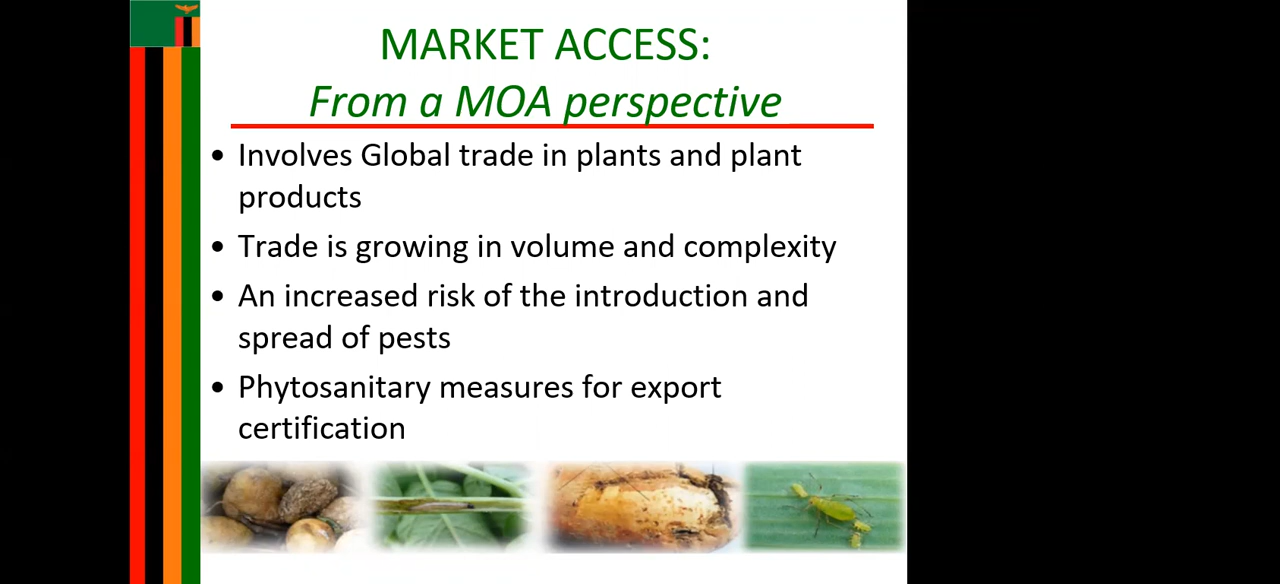 MARKET ACCESS:
From a MOA perspective
• Involves Global trade in plants and plant
products
• Trade is growing in volume and complexity
• An increased risk of the introduction and
spread of pests
• Phytosanitary measures for export
certification